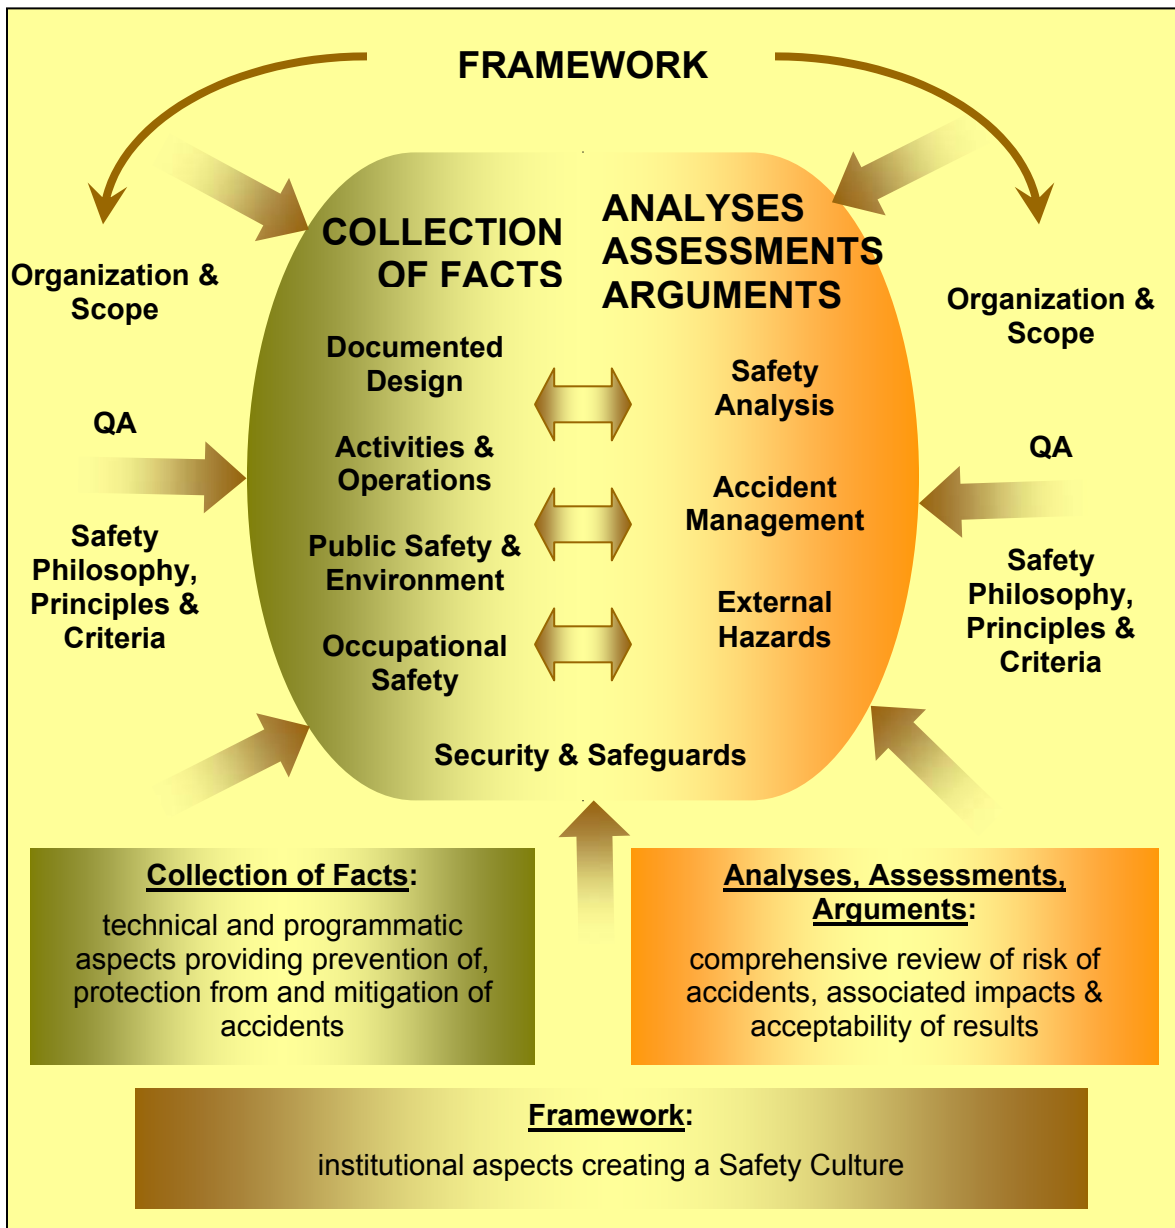 FRAMEWORK
Organization &
Scope
QA
Safety
Philosophy,
Principles &
Criteria
COLLECTION
OF FACTS
Documented
Design
Activities &
Operations
Public Safety &
Environment
Occupational
Safety
ANALYSES
ASSESSMENTS
ARGUMENTS
Safety
Analysis
Accident
Management
External
Hazards
Security & Safeguards
Organization &
Scope
QA
Safety
Philosophy,
Principles &
Criteria
Collection of Facts:
technical and programmatic
aspects providing prevention of,
protection from and mitigation of
accidents
Analyses, Assessments,
Arguments:
comprehensive review of risk of
accidents, associated impacts &
acceptability of results
Framework:
institutional aspects creating a Safety Culture